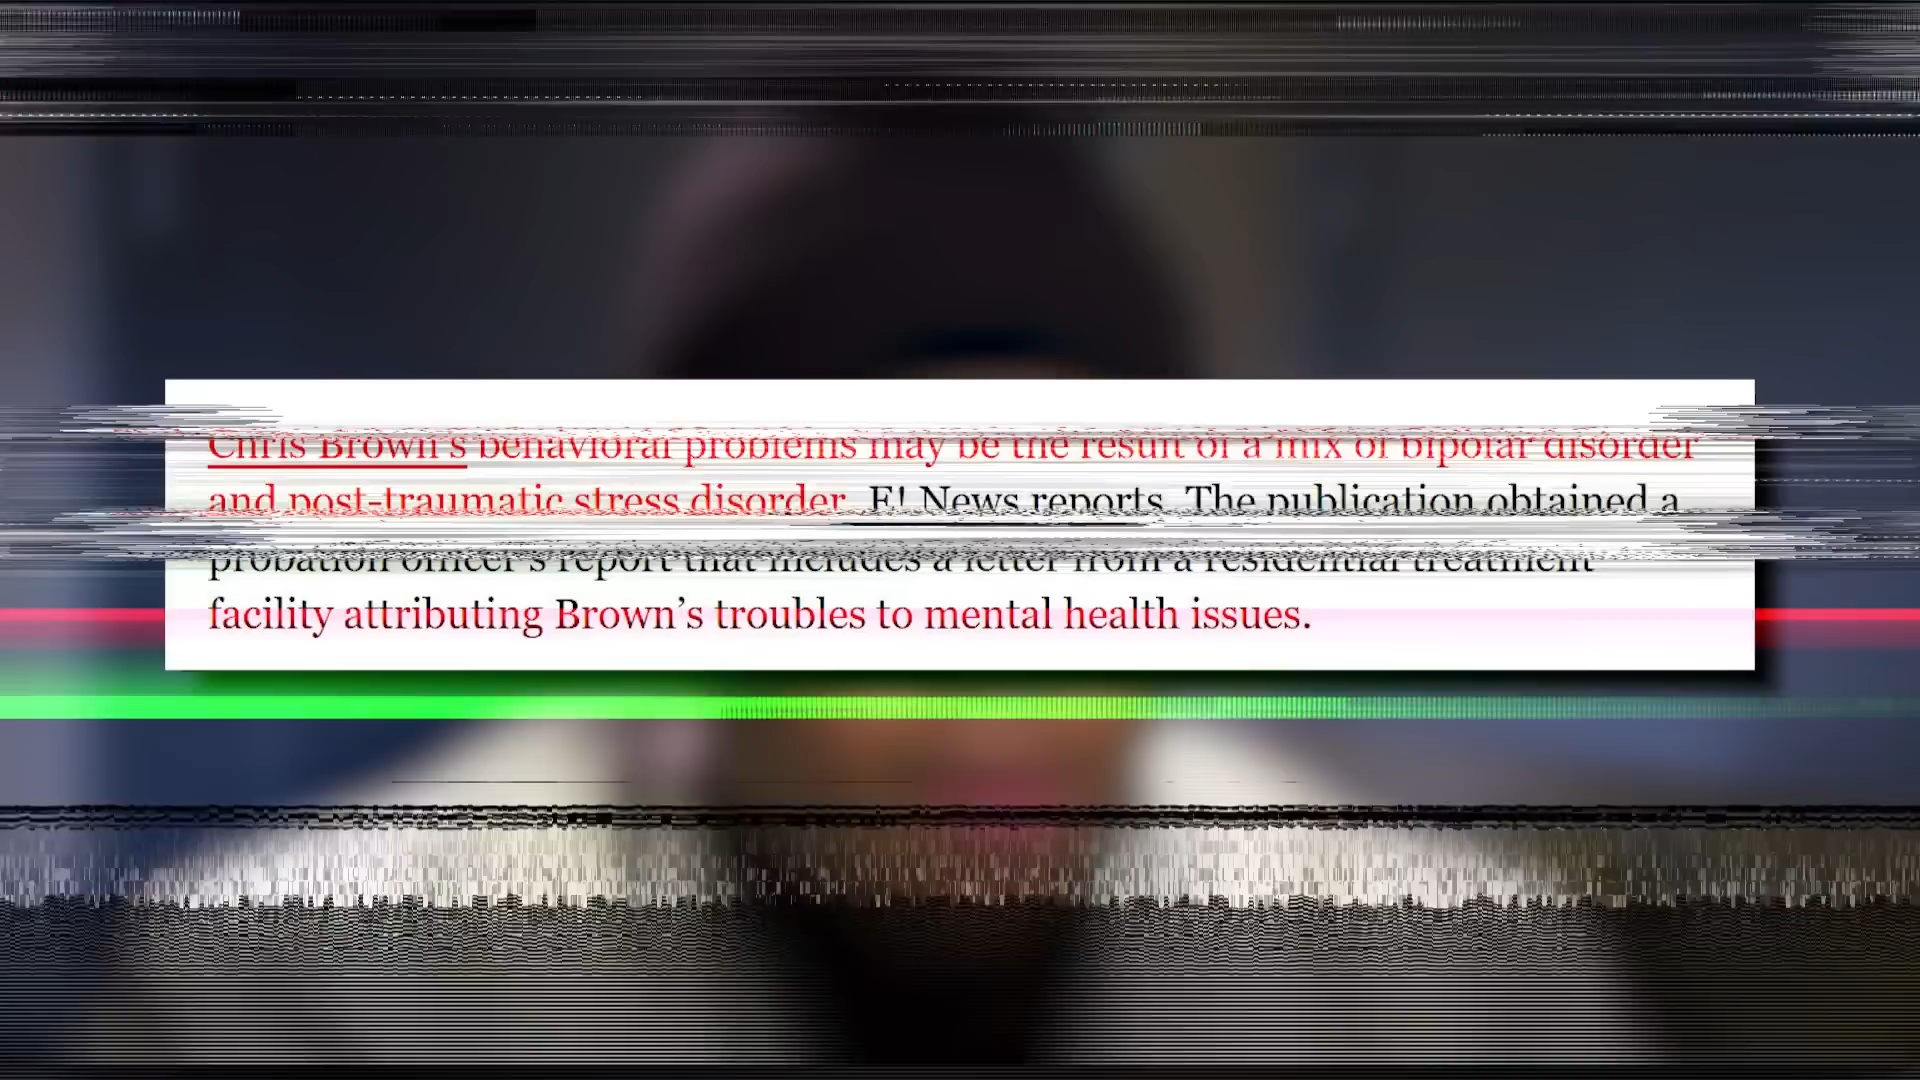 Chris Brown's behavioral problems may be the result of a mix of bipolar disorder
and post-traumatic stress disorder, E! News reports. The publication obtained a
probation officer's report that includes a letter from a residential treatment
facility attributing Brown’s troubles to mental health issues.